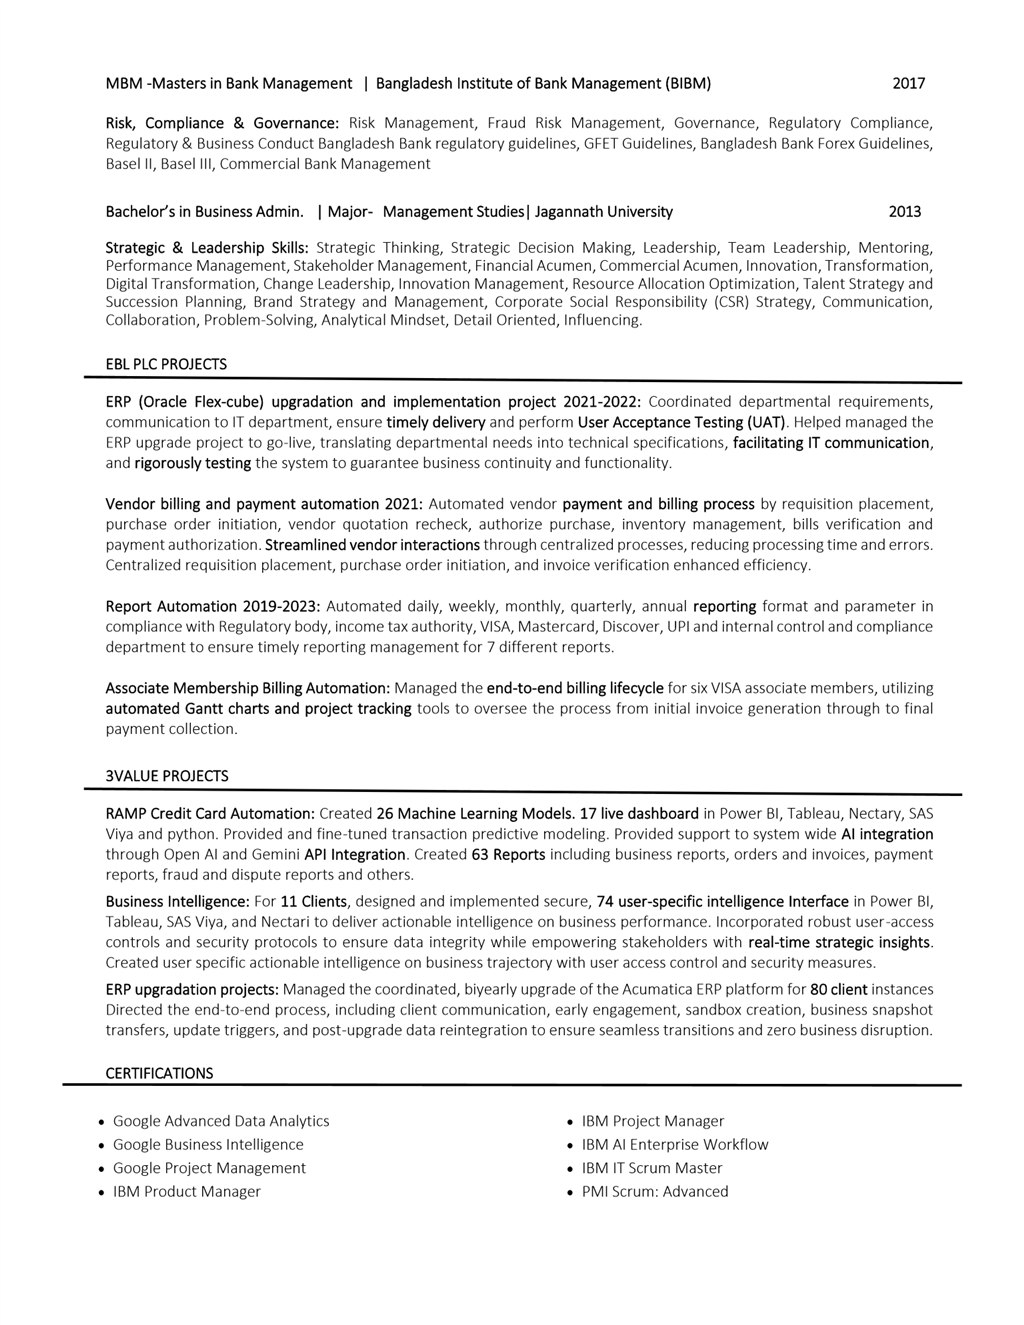 MBM -Masters in Bank Management | Bangladesh Institute of Bank Management (BIBM) 2017
Risk, Compliance & Governance: Risk Management, Fraud Risk Management, Governance, Regulatory Compliance,
Regulatory & Business Conduct Bangladesh Bank regulatory guidelines, GFET Guidelines, Bangladesh Bank Forex Guidelines,
Basel II, Basel III, Commercial Bank Management
Bachelor's in Business Admin. | Major- Management Studies| Jagannath University 2013
Strategic & Leadership Skills: Strategic Thinking, Strategic Decision Making, Leadership, Team Leadership, Mentoring,
Performance Management, Stakeholder Management, Financial Acumen, Commercial Acumen, Innovation, Transformation,
Digital Transformation, Change Leadership, Innovation Management, Resource Allocation Optimization, Talent Strategy and
Succession Planning, Brand Strategy and Management, Corporate Social Responsibility (CSR) Strategy, Communication,
Collaboration, Problem-Solving, Analytical Mindset, Detail Oriented, Influencing.
EBL PLC PROJECTS
ERP (Oracle Flex-cube) upgradation and implementation project 2021-2022: Coordinated departmental requirements,
communication to IT department, ensure timely delivery and perform User Acceptance Testing (UAT). Helped managed the
ERP upgrade project to go-live, translating departmental needs into technical specifications, facilitating IT communication,
and rigorously testing the system to guarantee business continuity and functionality.
Vendor billing and payment automation 2021: Automated vendor payment and billing process by requisition placement,
purchase order initiation, vendor quotation recheck, authorize purchase, inventory management, bills verification and
payment authorization. Streamlined vendor interactions through centralized processes, reducing processing time and errors.
Centralized requisition placement, purchase order initiation, and invoice verification enhanced efficiency.
Report Automation 2019-2023: Automated daily, weekly, monthly, quarterly, annual reporting format and parameter in
compliance with Regulatory body, income tax authority, VISA, Mastercard, Discover, UPI and internal control and compliance
department to ensure timely reporting management for 7 different reports.
Associate Membership Billing Automation: Managed the end-to-end billing lifecycle for six VISA associate members, utilizing
automated Gantt charts and project tracking tools to oversee the process from initial invoice generation through to final
payment collection.
3VALUE PROJECTS
RAMP Credit Card Automation: Created 26 Machine Learning Models. 17 live dashboard in Power BI, Tableau, Nectary, SAS
Viya and python. Provided and fine-tuned transaction predictive modeling. Provided support to system wide AI integration
through Open AI and Gemini API Integration. Created 63 Reports including business reports, orders and invoices, payment
reports, fraud and dispute reports and others.
Business Intelligence: For 11 Clients, designed and implemented secure, 74 user-specific intelligence Interface in Power BI,
Tableau, SAS Viya, and Nectari to deliver actionable intelligence on business performance. Incorporated robust user-access
controls and security protocols to ensure data integrity while empowering stakeholders with real-time strategic insights.
Created user specific actionable intelligence on business trajectory with user access control and security measures.
ERP upgradation projects: Managed the coordinated, biyearly upgrade of the Acumatica ERP platform for 80 client instances
Directed the end-to-end process, including client communication, early engagement, sandbox creation, business snapshot
transfers, update triggers, and post-upgrade data reintegration to ensure seamless transitions and zero business disruption.
CERTIFICATIONS
• Google Advanced Data Analytics
• Google Business Intelligence
• Google Project Management
• IBM Product Manager
• IBM Project Manager
• IBM AI Enterprise Workflow
• IBM IT Scrum Master
• PMI Scrum: Advanced